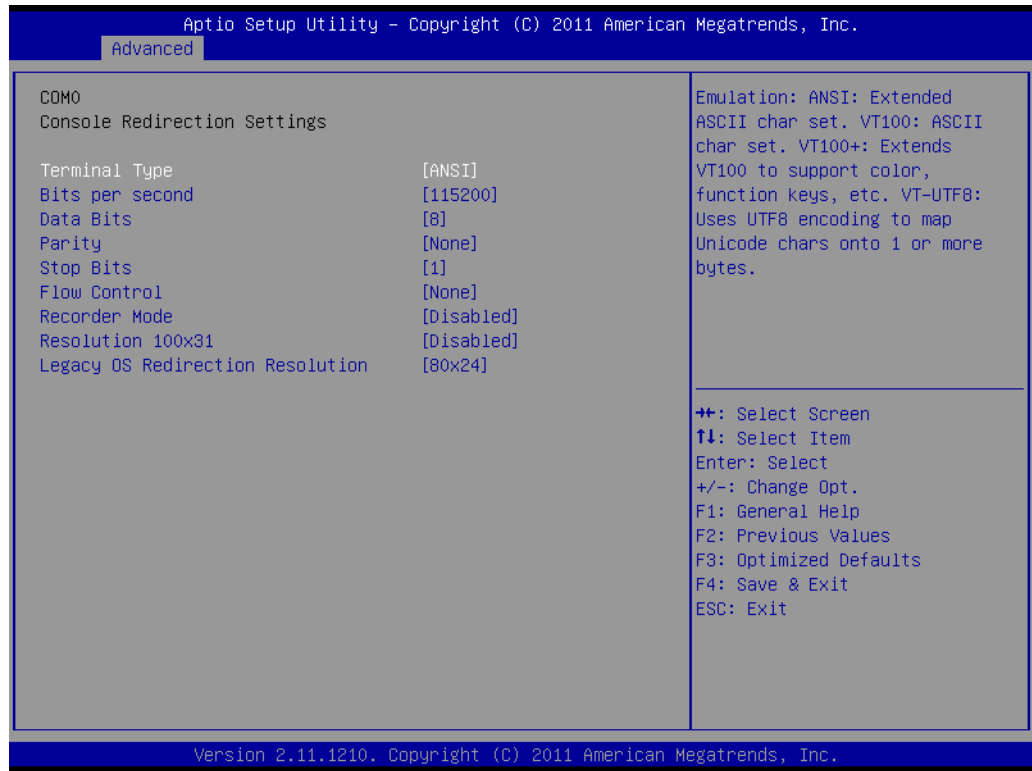 Aptio Setup Utility – Copyright (C) 2011 American Megatrends, Inc.
Advanced
COM0
Console Redirection Settings
Terminal Type [ANSI]
Bits per second [115200]
Data Bits [8]
Parity [None]
Stop Bits [1]
Flow Control [None]
Recorder Mode [Disabled]
Resolution 100x31 [Disabled]
Legacy OS Redirection Resolution [80x24]
Emulation: ANSI: Extended
ASCII char set. VT100: ASCII
char set. VT100+: Extends
VT100 to support color,
function keys, etc. VT-UTF8:
Uses UTF8 encoding to map
Unicode chars onto 1 or more
bytes.
→←: Select Screen
↑↓: Select Item
Enter: Select
+/-: Change Opt.
F1: General Help
F2: Previous Values
F3: Optimized Defaults
F4: Save & Exit
ESC: Exit
Version 2.11.1210. Copyright (C) 2011 American Megatrends, Inc.